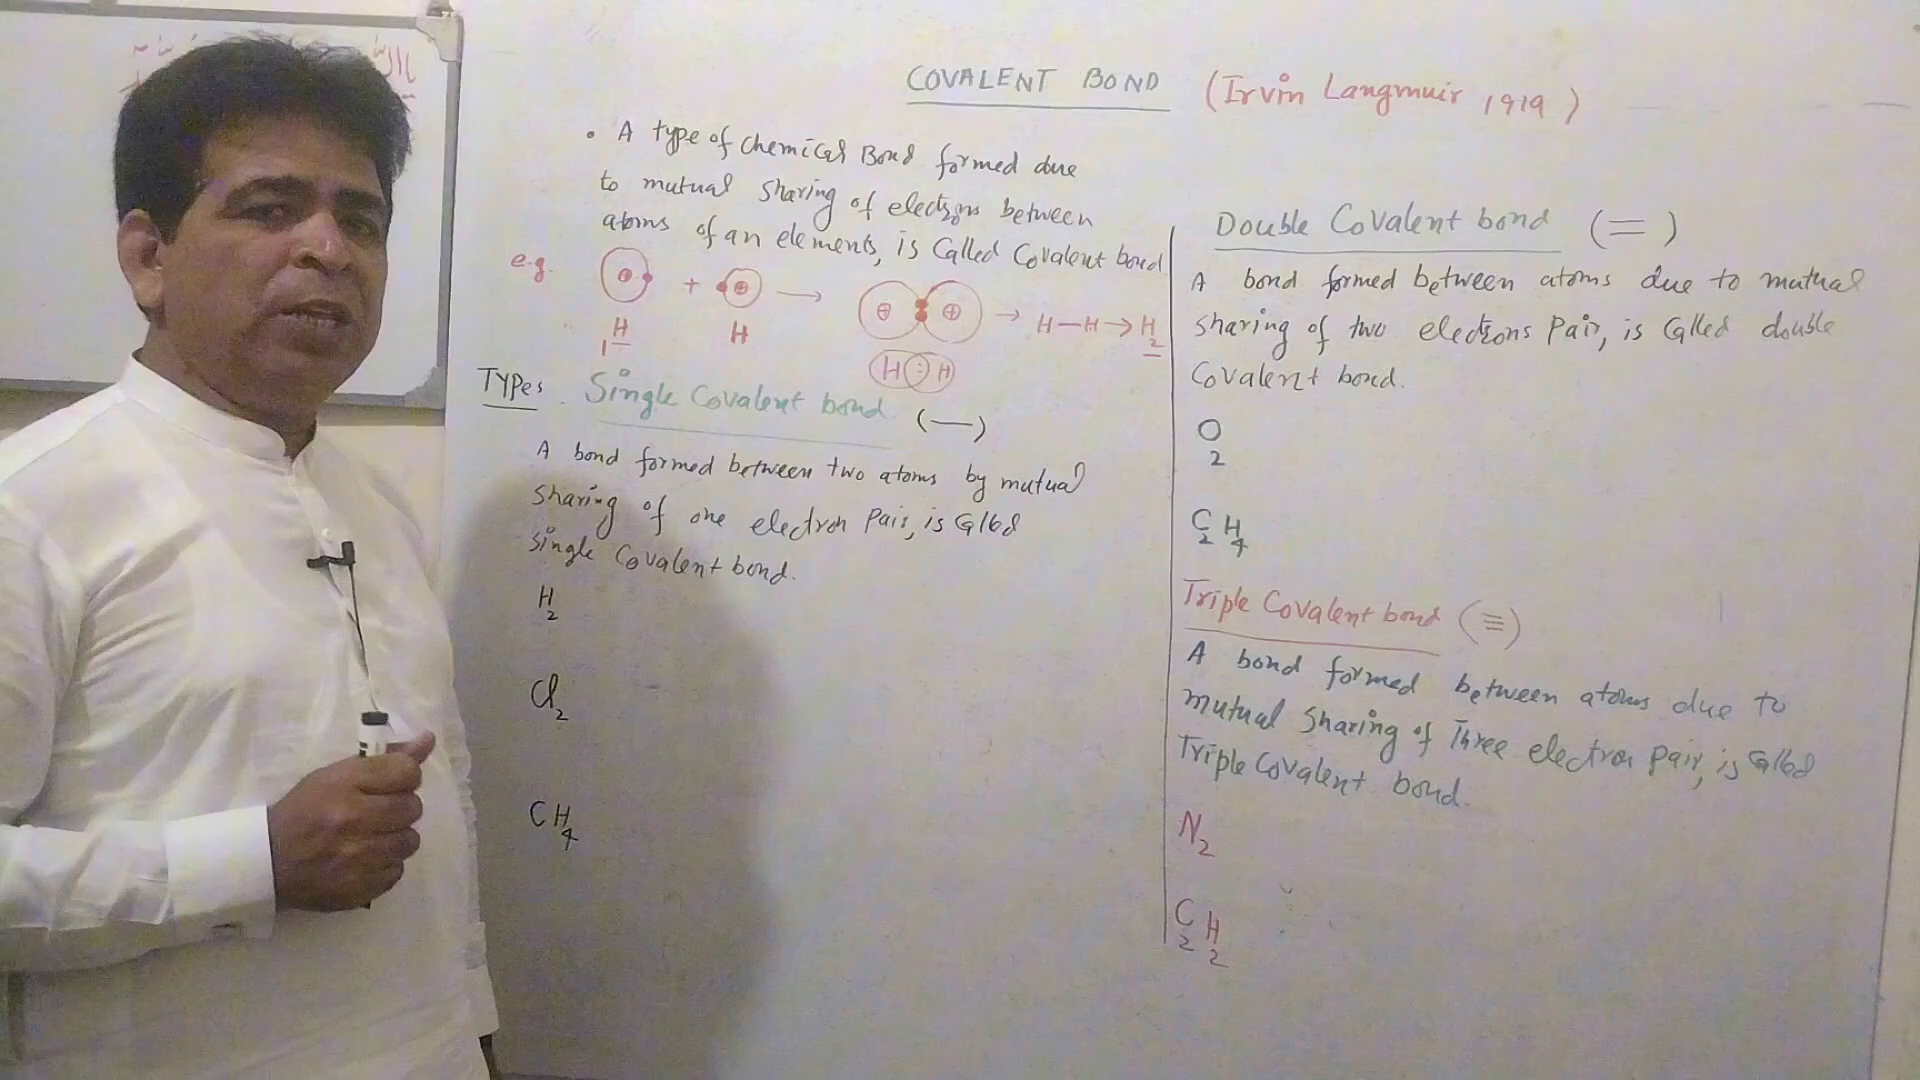 یا الله
COVALENT BOND (Irvin Langmuir 1919)
• A type of Chemical Bond formed due
to mutual sharing of electrons between
atoms of an elements, is Called Covalent bond
e.g. + → → H—H → H₂
₁H H
H : H
Types Single Covalent bond (—)
A bond formed between two atoms by mutual
sharing of one electron Pair, is Called
Single Covalent bond.
H₂
Cl₂
CH₄
Double Covalent bond (=)
A bond formed between atoms due to mutual
sharing of two electrons Pair, is Called double
Covalent bond.
O₂
C₂H₄
Triple Covalent bond (≡)
A bond formed between atoms due to
mutual sharing of Three electron pair, is Called
Triple Covalent bond.
N₂
C₂H₂